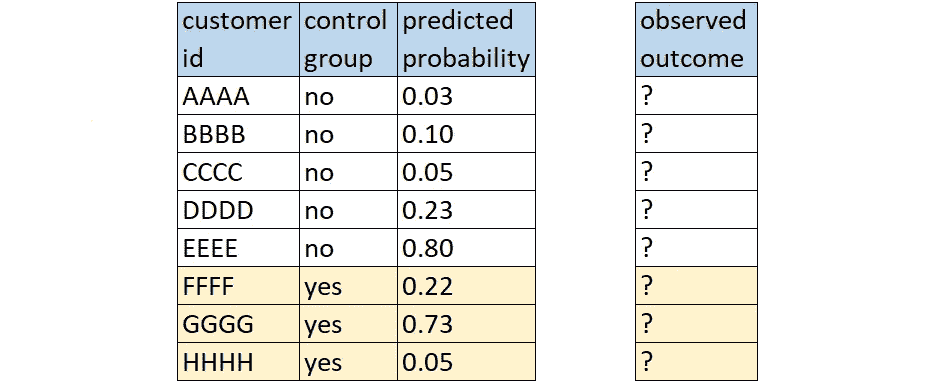 customer control predicted observed
id group probability outcome
AAAA no 0.03 ?
BBBB no 0.10 ?
CCCC no 0.05 ?
DDDD no 0.23 ?
EEEE no 0.80 ?
FFFF yes 0.22 ?
GGGG yes 0.73 ?
HHHH yes 0.05 ?